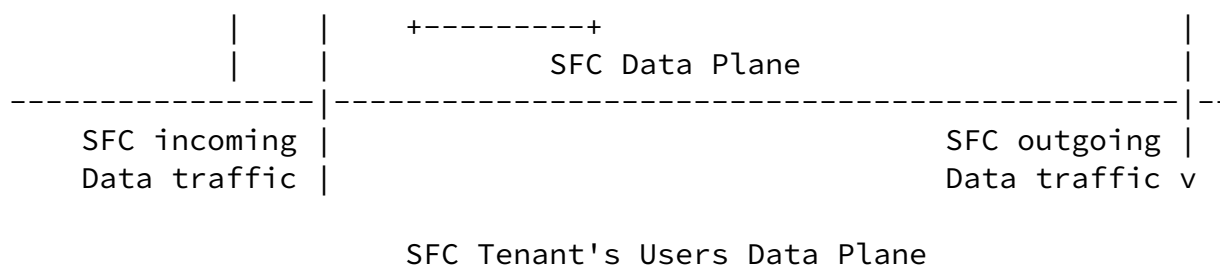 SFC Data Plane
SFC incoming
SFC outgoing
Data traffic
Data traffic v
SFC Tenant's Users Data Plane